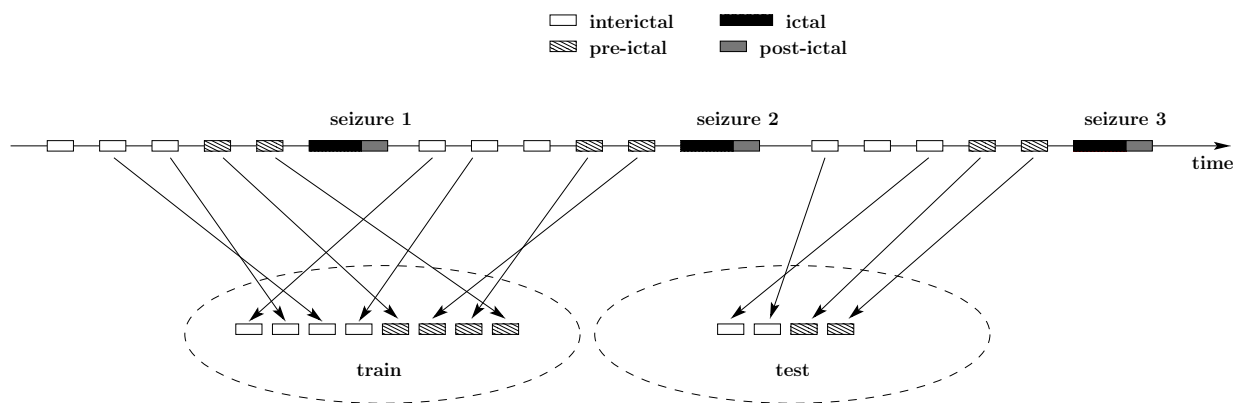 interictal ictal
pre-ictal post-ictal
seizure 1 seizure 2 seizure 3
time
train test